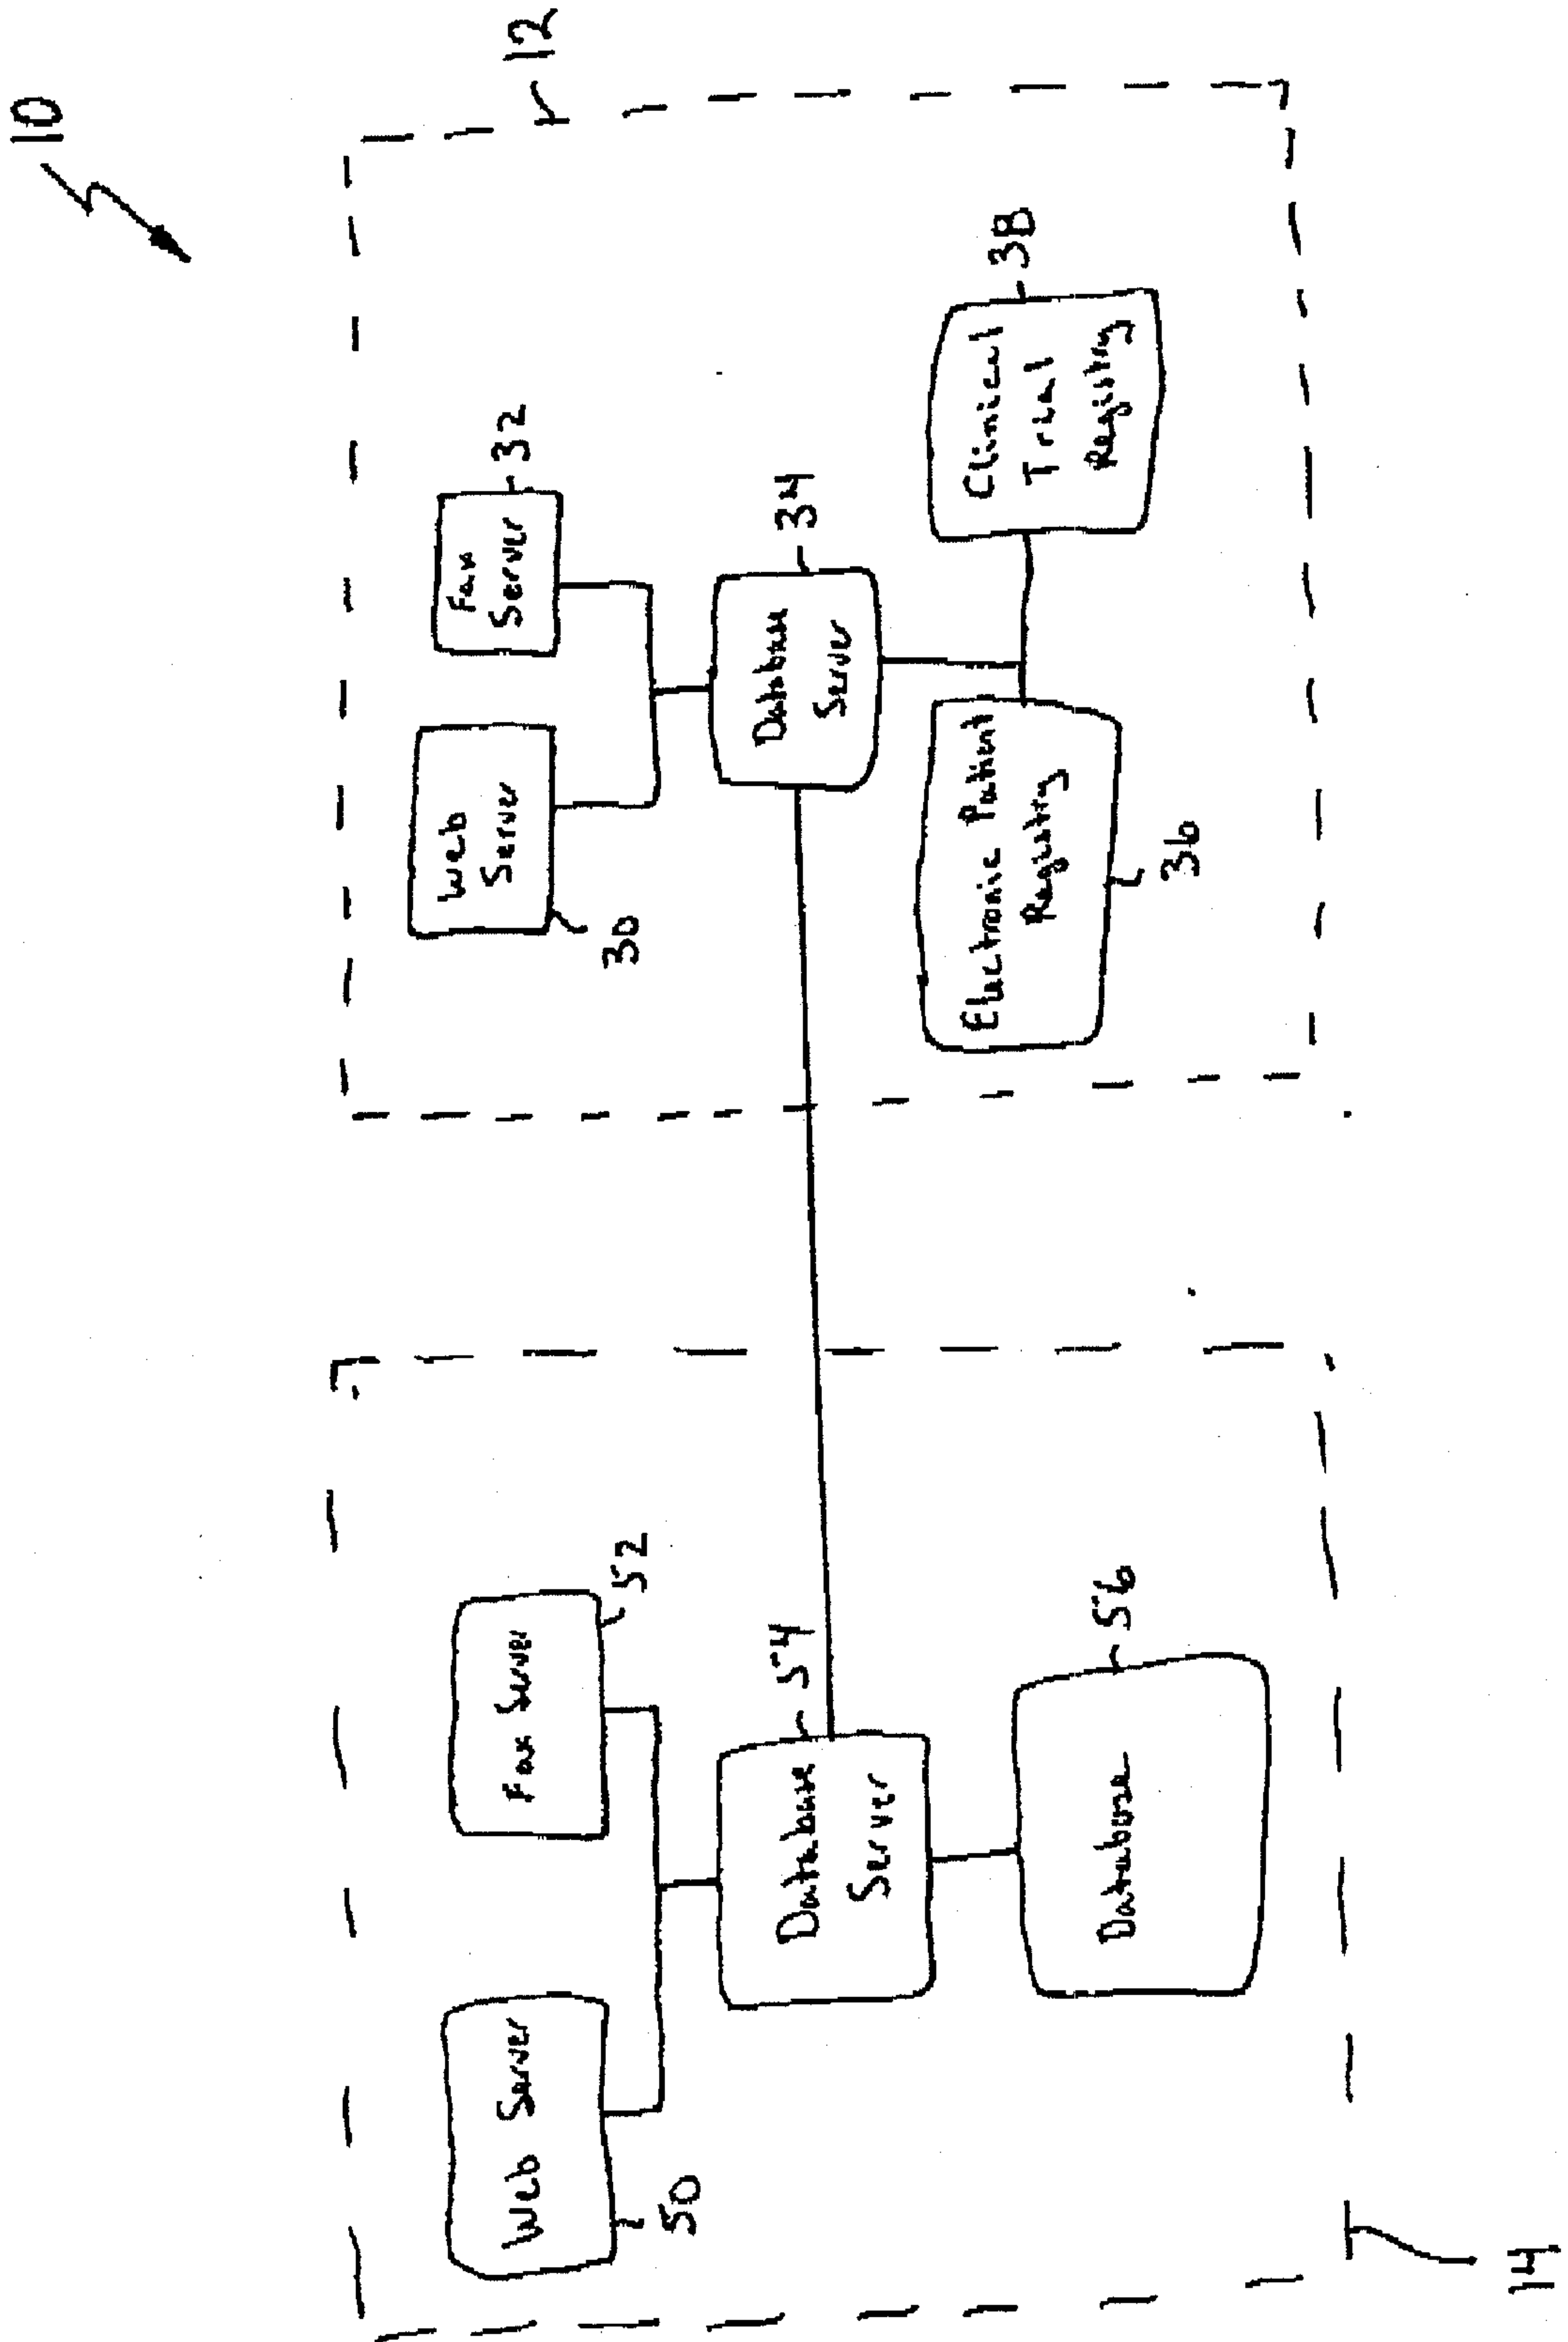 10
12
Fax
Server
32
Web
Server
30
Database
Server
34
Electronic Patient
Registry
36
Clinical
Trial
Registry
38
Web Server
50
Fax Server
52
Database
Server
54
Database
56
14